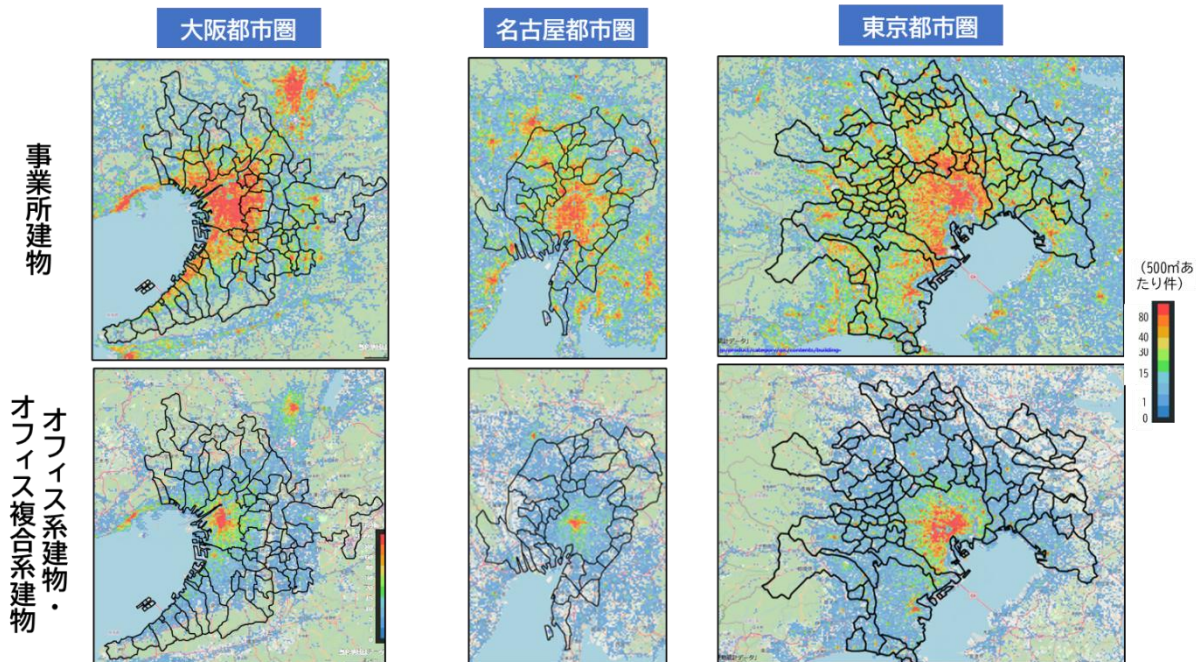 大阪都市圏
名古屋都市圏
東京都市圏
事業所建物
(500㎡あ
たり件)
80
40
30
15
1
0
オフィス系建物・
オフィス複合系建物